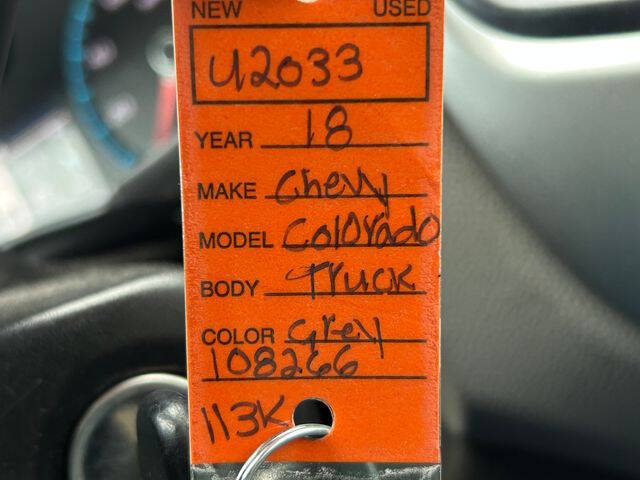 NEW USED
U2033
YEAR 18
MAKE Chevy
MODEL Colorado
BODY Truck
COLOR Grey
108266
113K